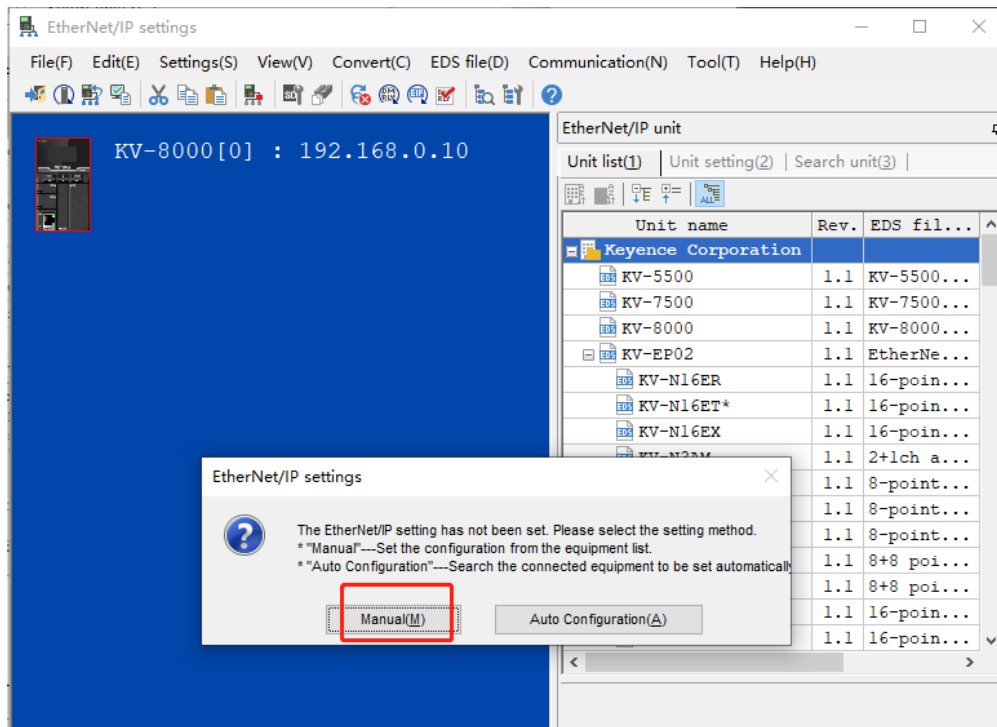 EtherNet/IP settings
File(F) Edit(E) Settings(S) View(V) Convert(C) EDS file(D) Communication(N) Tool(T) Help(H)
KV-8000[0] : 192.168.0.10
EtherNet/IP unit
Unit list(1) Unit setting(2) Search unit(3)
Unit name Rev. EDS fil...
Keyence Corporation
KV-5500 1.1 KV-5500...
KV-7500 1.1 KV-7500...
KV-8000 1.1 KV-8000...
KV-EP02 1.1 EtherNe...
KV-N16ER 1.1 16-poin...
KV-N16ET* 1.1 16-poin...
KV-N16EX 1.1 16-poin...
1.1 2+1ch a...
1.1 8-point...
1.1 8-point...
1.1 8-point...
1.1 8+8 poi...
1.1 8+8 poi...
1.1 16-poin...
1.1 16-poin...
EtherNet/IP settings
The EtherNet/IP setting has not been set. Please select the setting method.
* "Manual"---Set the configuration from the equipment list.
* "Auto Configuration"---Search the connected equipment to be set automatically
Manual(M) Auto Configuration(A)